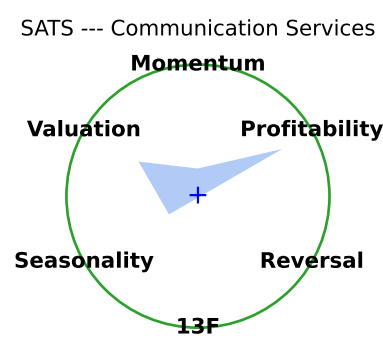 SATS --- Communication Services
Momentum
Valuation
Profitability
Seasonality
Reversal
13F